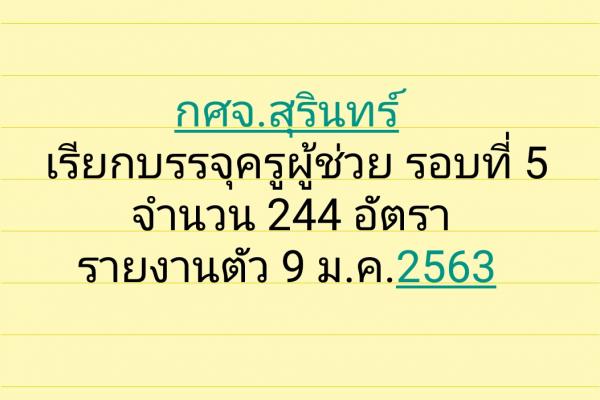 กศจ.สุรินทร์
เรียกบรรจุครูผู้ช่วย รอบที่ 5
จำนวน 244 อัตรา
รายงานตัว 9 ม.ค.2563